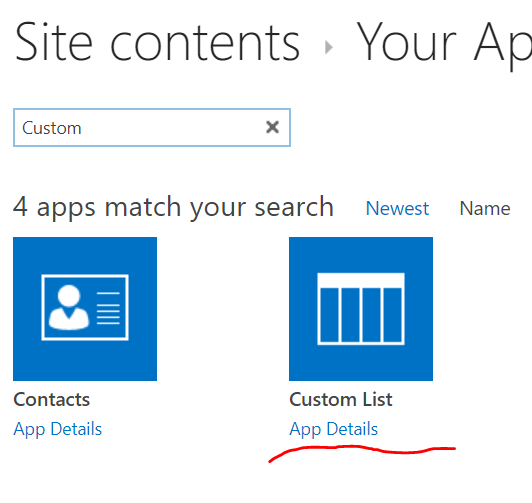 Site contents ▸ Your Ap
Custom
4 apps match your search Newest Name
Contacts Custom List
App Details App Details